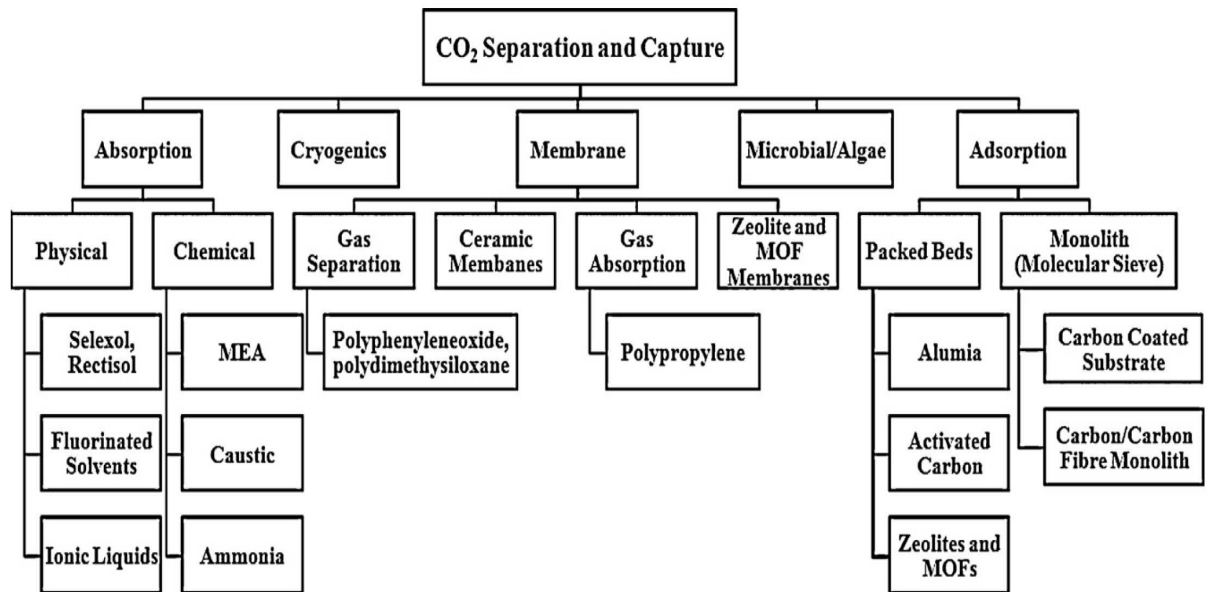 CO₂ Separation and Capture
Absorption
Cryogenics
Membrane
Microbial/Algae
Adsorption
Physical
Chemical
Gas
Separation
Ceramic
Membanes
Gas
Absorption
Zeolite and
MOF
Membranes
Packed Beds
Monolith
(Molecular Sieve)
Selexol,
Rectisol
MEA
Polyphenyleneoxide,
polydimethysiloxane
Polypropylene
Alumia
Carbon Coated
Substrate
Fluorinated
Solvents
Caustic
Activated
Carbon
Carbon/Carbon
Fibre Monolith
Ionic Liquids
Ammonia
Zeolites and
MOFs